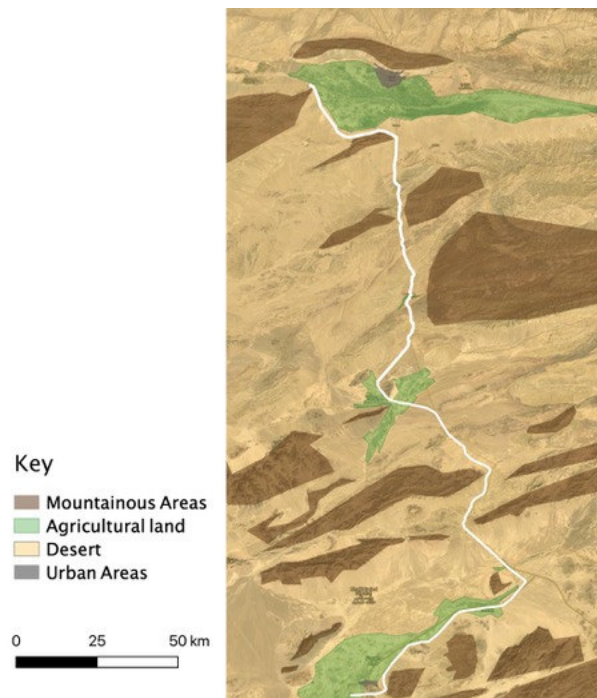 Key
Mountainous Areas
Agricultural land
Desert
Urban Areas
0 25 50 km